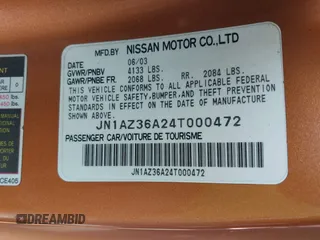 MFD.BY NISSAN MOTOR CO.,LTD
DATE 06/03
GVWR/PNBV 4133 LBS.
GAWR/PNBE FR. 2068 LBS. RR. 2084 LBS.
THIS VEHICLE CONFORMS TO ALL APPLICABLE FEDERAL
MOTOR VEHICLE SAFETY,BUMPER,AND THEFT PREVENTION
STANDARDS IN EFFECT ON THE DATE OF MANUFACTURE
SHOWN ABOVE.
JN1AZ36A24T000472
PASSENGER CAR/VOITURE DE TOURISME
JN1AZ36A24T000472
DREAMBID